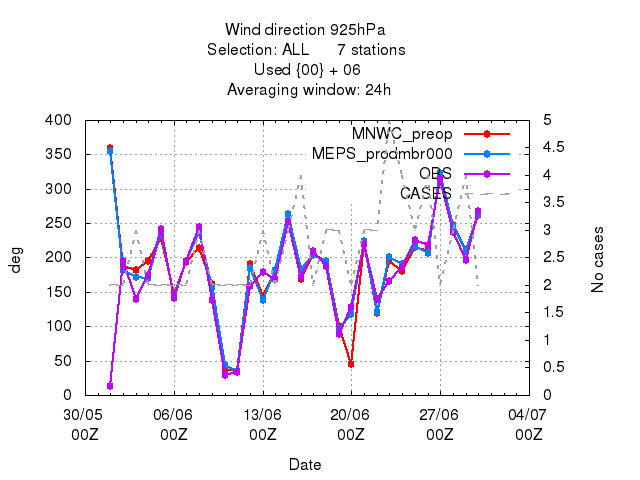 Wind direction 925hPa
Selection: ALL 7 stations
Used {00} + 06
Averaging window: 24h
MNWC_preop
MEPS_prodmbr000
OBS
CASES
deg
400
350
300
250
200
150
100
50
0
No cases
5
4.5
4
3.5
3
2.5
2
1.5
1
0.5
0
30/05 06/06 13/06 20/06 27/06 04/07
00Z 00Z 00Z 00Z 00Z 00Z
Date